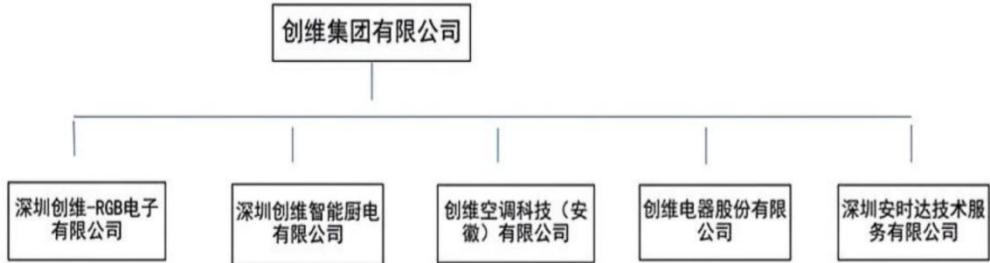 创维集团有限公司
深圳创维-RGB电子
有限公司
深圳创维智能厨电
有限公司
创维空调科技（安
徽）有限公司
创维电器股份有限
公司
深圳安时达技术服
务有限公司